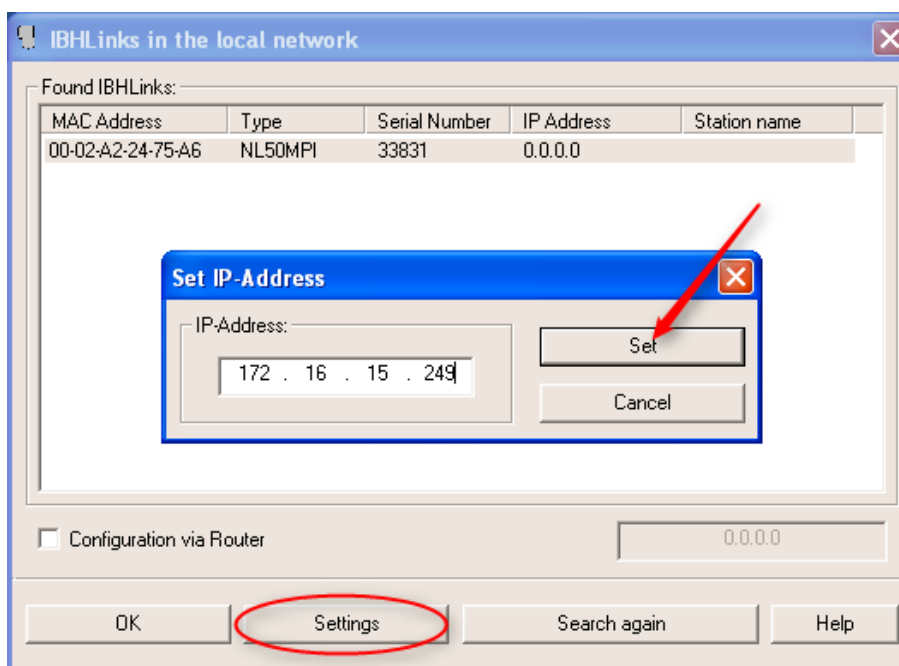 IBHLinks in the local network
Found IBHLinks:
MAC Address Type Serial Number IP Address Station name
00-02-A2-24-75-A6 NL50MPI 33831 0.0.0.0
Set IP-Address
IP-Address:
172 . 16 . 15 . 249
Set
Cancel
Configuration via Router
0.0.0.0
OK Settings Search again Help